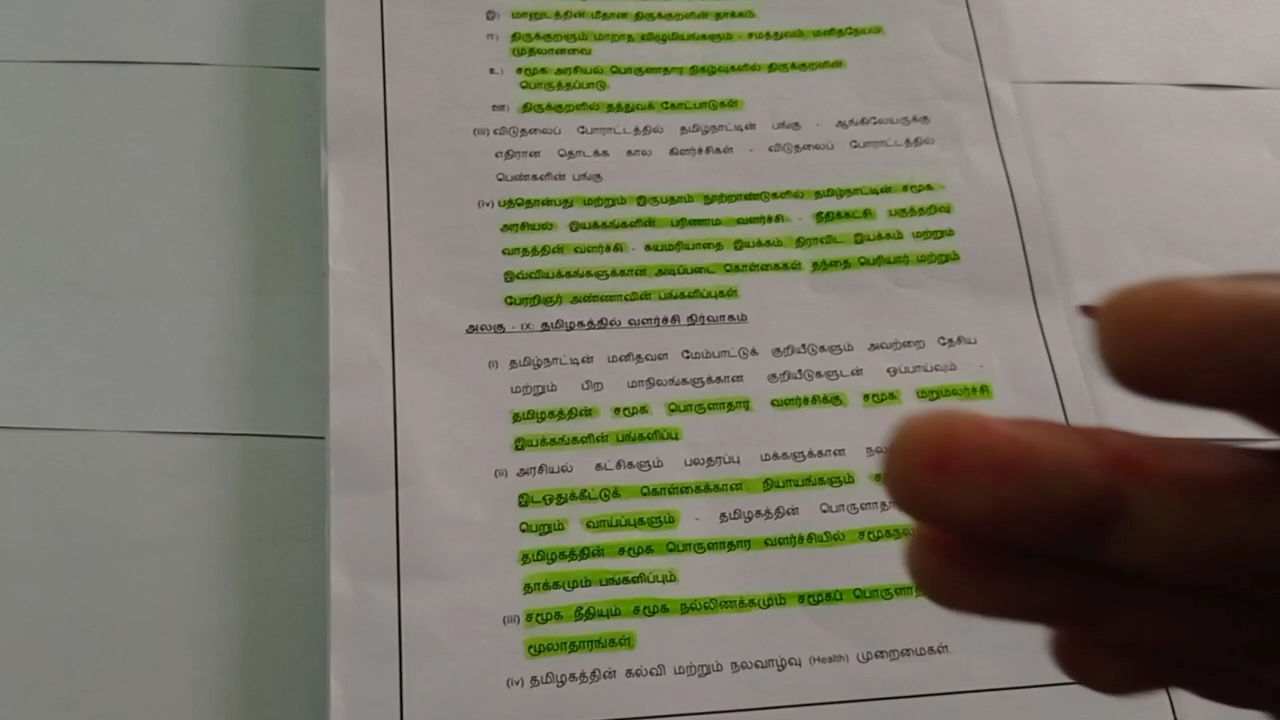 இ) மானுடத்தின் மீதான திருக்குறளின் தாக்கம்
ஈ) திருக்குறளும் மாறாத விழுமியங்களும் - சமத்துவம், மனிதநேயம்
முதலானவை
உ) சமூக அரசியல் பொருளாதார நிகழ்வுகளில் திருக்குறளின்
பொருத்தப்பாடு
ஊ) திருக்குறளில் தத்துவக் கோட்பாடுகள்
(iii) விடுதலைப் போராட்டத்தில் தமிழ்நாட்டின் பங்கு - ஆங்கிலேயருக்கு
எதிரான தொடக்க கால கிளர்ச்சிகள் - விடுதலைப் போராட்டத்தில்
பெண்களின் பங்கு.
(iv) பத்தொன்பது மற்றும் இருபதாம் நூற்றாண்டுகளில் தமிழ்நாட்டின் சமூக -
அரசியல் இயக்கங்களின் பரிணாம வளர்ச்சி - நீதிக்கட்சி, பகுத்தறிவு
வாதத்தின் வளர்ச்சி - சுயமரியாதை இயக்கம், திராவிட இயக்கம் மற்றும்
இவ்வியக்கங்களுக்கான அடிப்படை கொள்கைகள், தந்தை பெரியார் மற்றும்
பேரறிஞர் அண்ணாவின் பங்களிப்புகள்.
அலகு - IX: தமிழகத்தில் வளர்ச்சி நிர்வாகம்
(i) தமிழ்நாட்டின் மனிதவள மேம்பாட்டுக் குறியீடுகளும் அவற்றை தேசிய
மற்றும் பிற மாநிலங்களுக்கான குறியீடுகளுடன் ஒப்பாய்வும் -
தமிழகத்தின் சமூக பொருளாதார வளர்ச்சிக்கு சமூக மறுமலர்ச்சி
இயக்கங்களின் பங்களிப்பு.
(ii) அரசியல் கட்சிகளும் பலதரப்பு மக்களுக்கான
இடஒதுக்கீட்டுக் கொள்கைக்கான நியாயங்களும்
பெறும் வாய்ப்புகளும் - தமிழகத்தின்
தமிழகத்தின் சமூக பொருளாதார வளர்ச்சியில்
தாக்கமும் பங்களிப்பும்.
(iii) சமூக நீதியும் சமூக நல்லிணக்கமும் சமூகப்
மூலாதாரங்கள்.
(iv) தமிழகத்தின் கல்வி மற்றும் நலவாழ்வு (Health) முறைமைகள்.